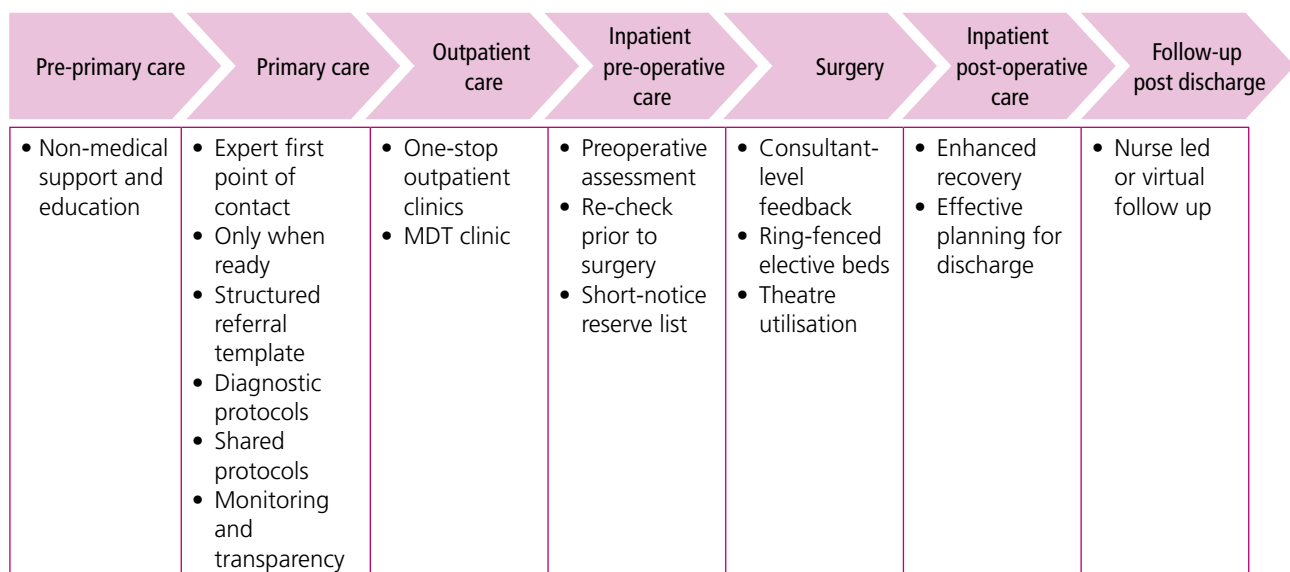 Pre-primary care
Primary care
Outpatient
care
Inpatient
pre-operative
care
Surgery
Inpatient
post-operative
care
Follow-up
post discharge
• Non-medical
support and
education
• Expert first
point of
contact
• Only when
ready
• Structured
referral
template
• Diagnostic
protocols
• Shared
protocols
• Monitoring
and
transparency
• One-stop
outpatient
clinics
• MDT clinic
• Preoperative
assessment
• Re-check
prior to
surgery
• Short-notice
reserve list
• Consultant-
level
feedback
• Ring-fenced
elective beds
• Theatre
utilisation
• Enhanced
recovery
• Effective
planning for
discharge
• Nurse led
or virtual
follow up